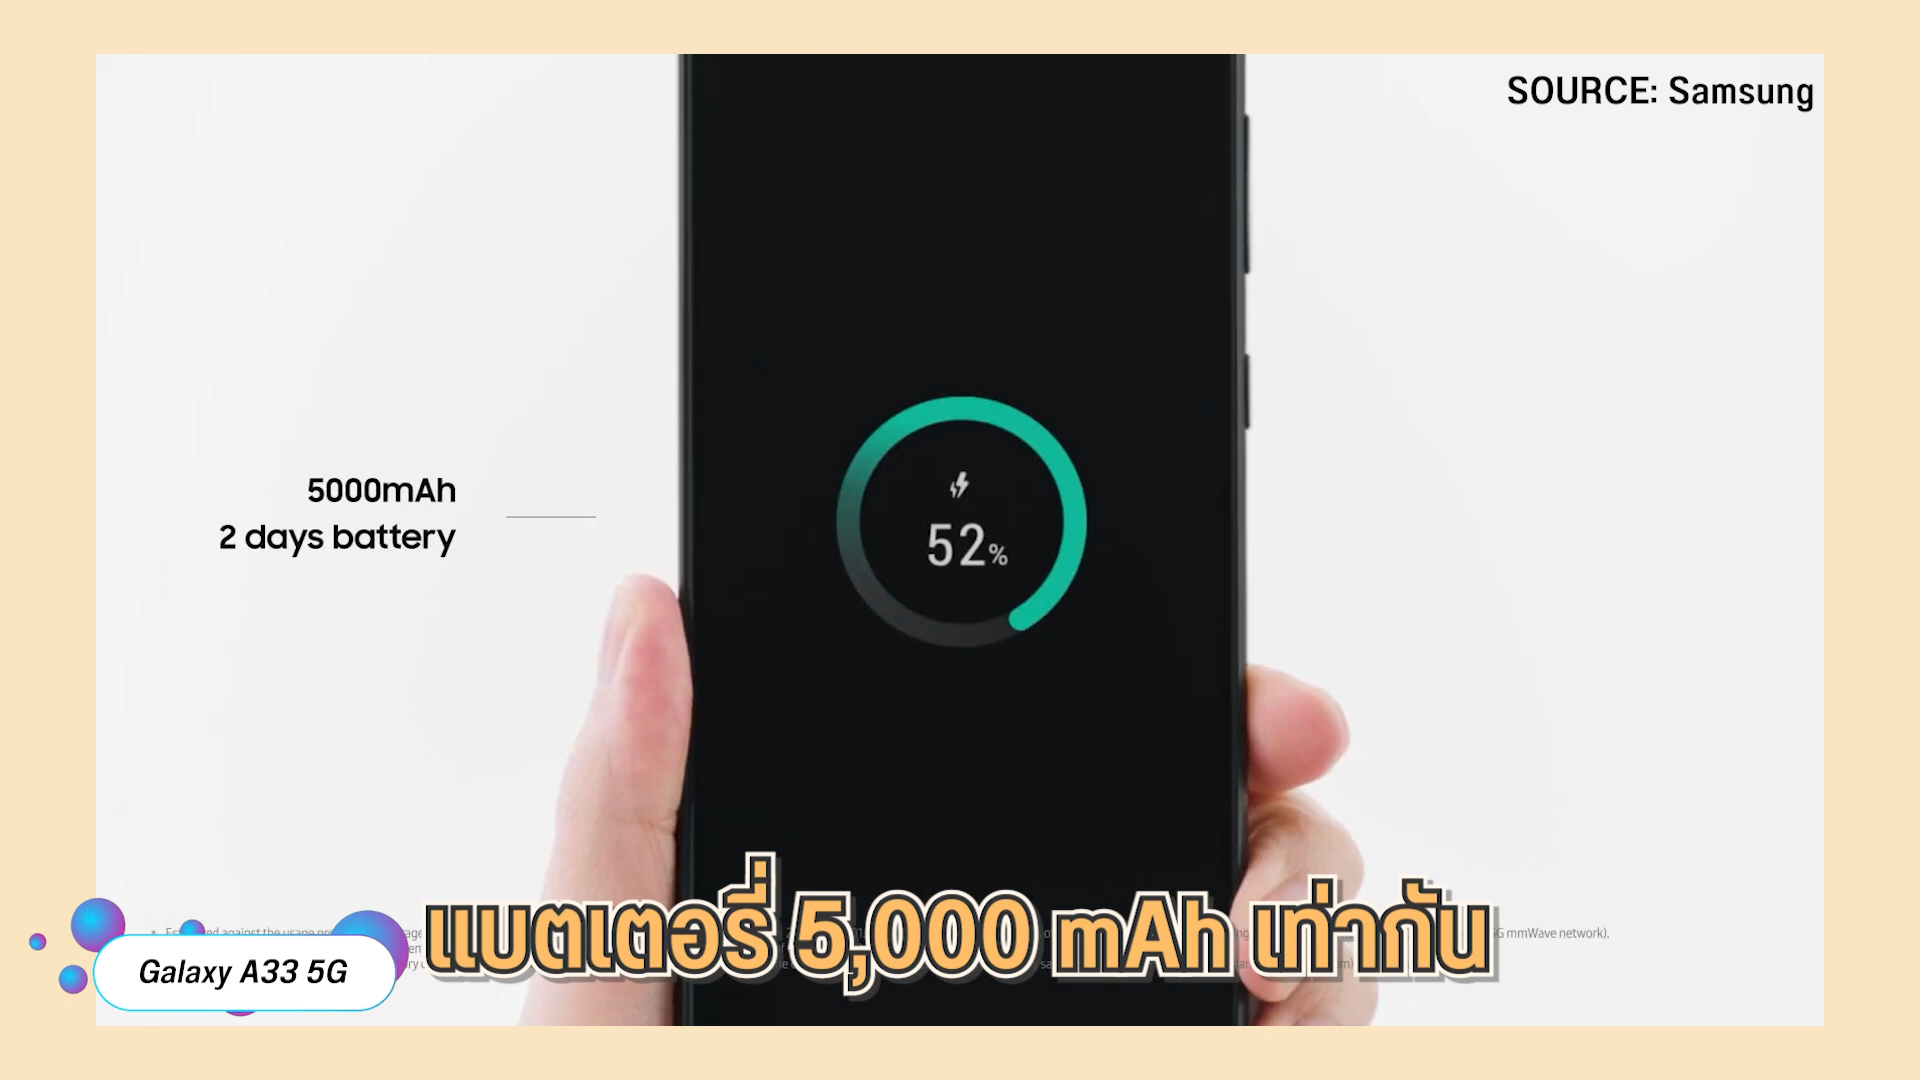 SOURCE: Samsung
5000mAh
2 days battery
52%
แบตเตอรี่ 5,000 mAh เท่ากัน
Galaxy A33 5G
mmWave network).